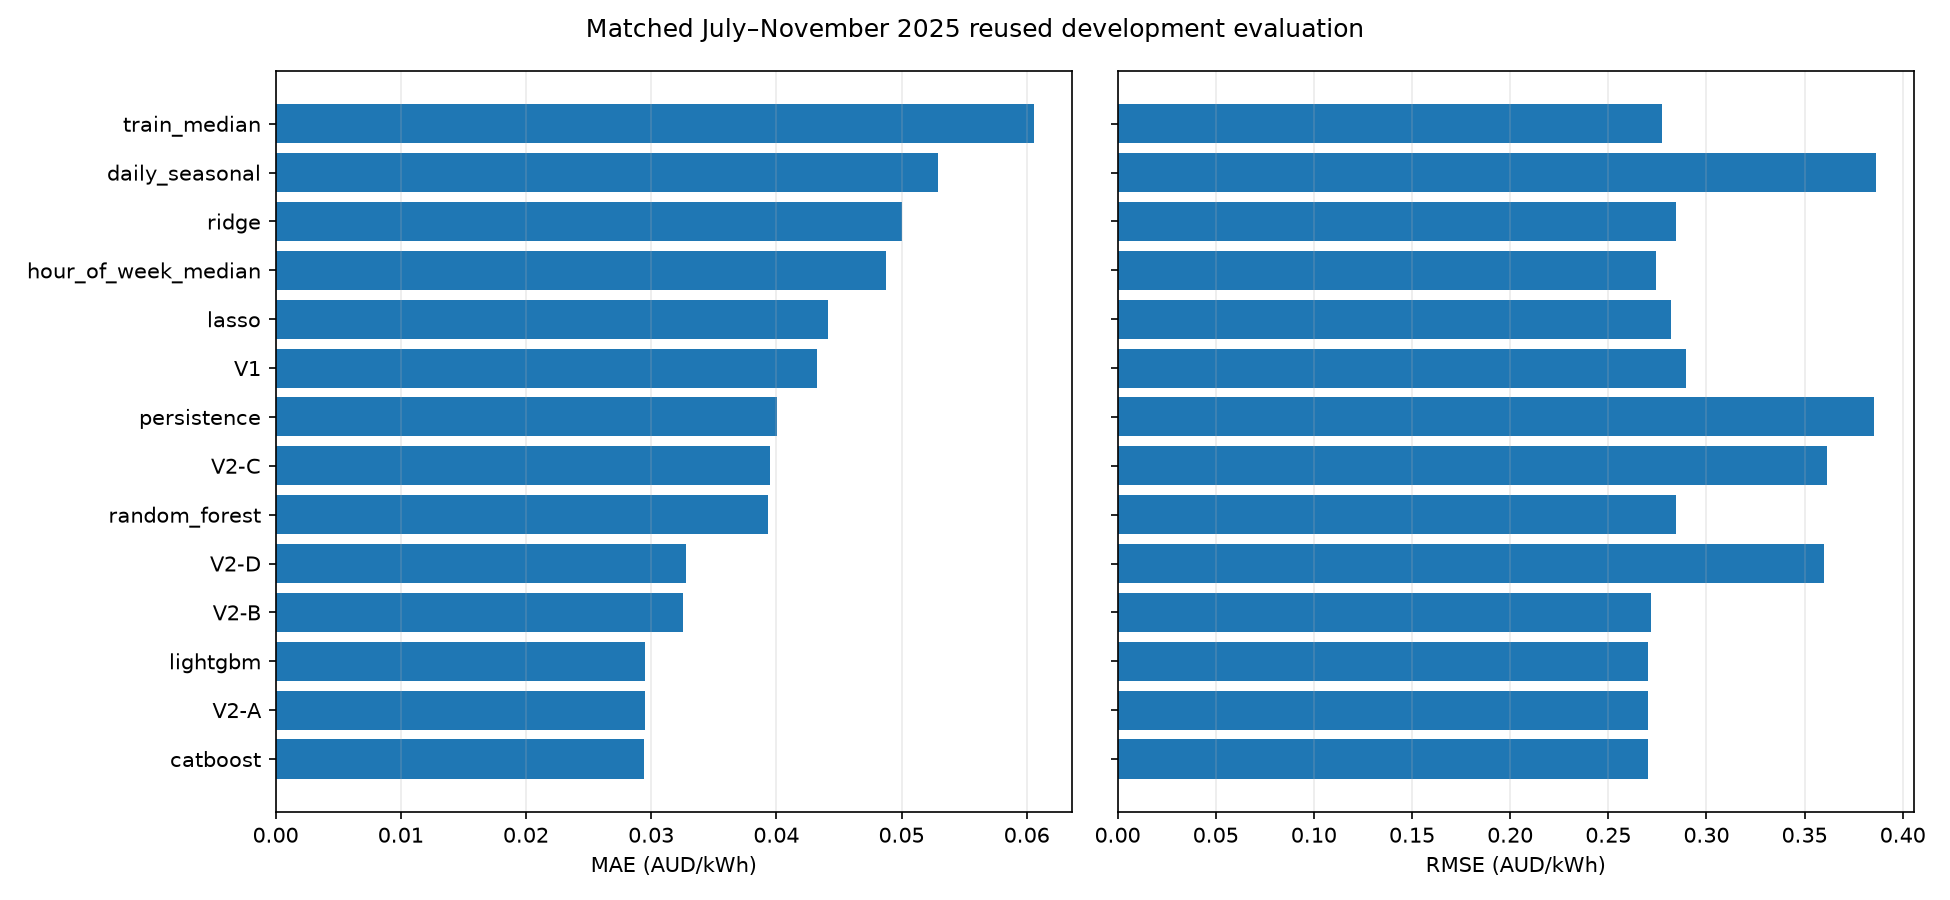 Matched July–November 2025 reused development evaluation
train_median
daily_seasonal
ridge
hour_of_week_median
lasso
V1
persistence
V2-C
random_forest
V2-D
V2-B
lightgbm
V2-A
catboost
0.00 0.01 0.02 0.03 0.04 0.05 0.06
MAE (AUD/kWh)
0.00 0.05 0.10 0.15 0.20 0.25 0.30 0.35 0.40
RMSE (AUD/kWh)